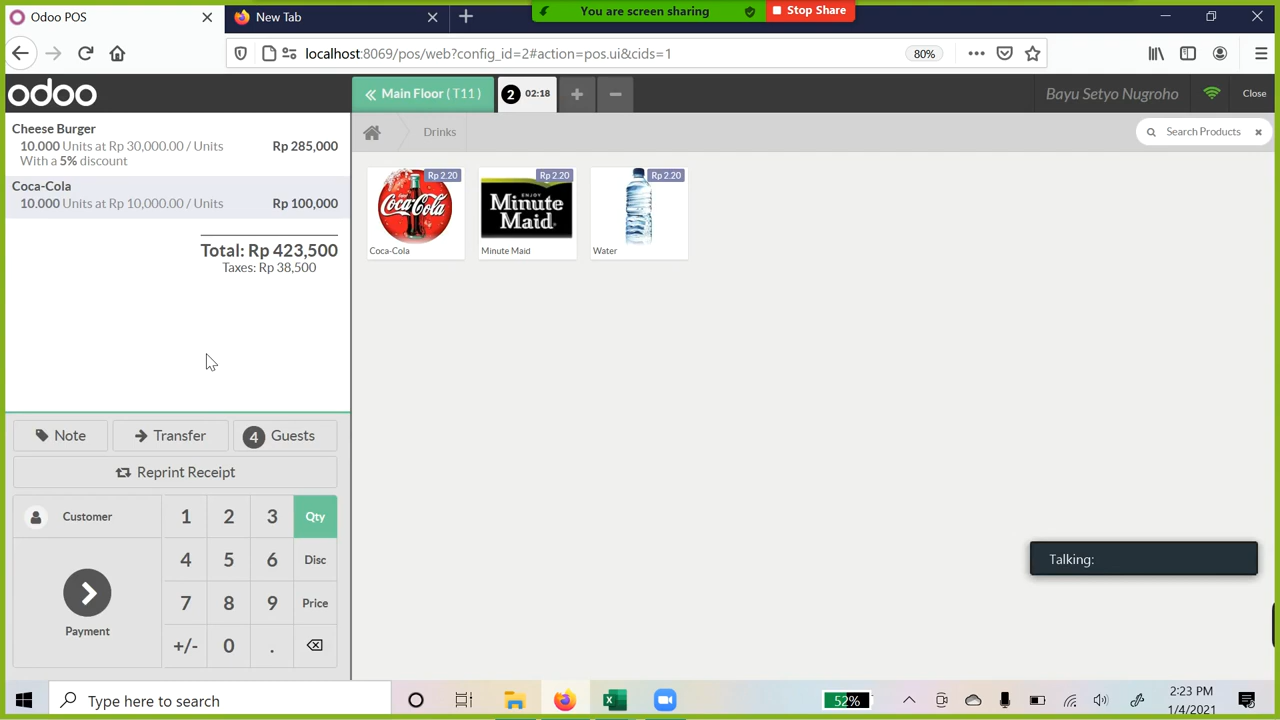 Odoo POS
New Tab
You are screen sharing
Stop Share
localhost:8069/pos/web?config_id=2#action=pos.ui&cids=1
80%
odoo
Main Floor ( T11 )
2 02:18
Bayu Setyo Nugroho
Close
Cheese Burger
10.000 Units at Rp 30,000.00 / Units Rp 285,000
With a 5% discount
Coca-Cola
10.000 Units at Rp 10,000.00 / Units Rp 100,000
Total: Rp 423,500
Taxes: Rp 38,500
Drinks
Search Products
Rp 2.20
Coca-Cola
Coca-Cola
Rp 2.20
ENJOY
Minute
Maid
Minute Maid
Rp 2.20
Water
Note
Transfer
4 Guests
Reprint Receipt
Customer
1 2 3 Qty
4 5 6 Disc
7 8 9 Price
+/- 0 .
Payment
Talking:
Type here to search
52%
2:23 PM
1/4/2021